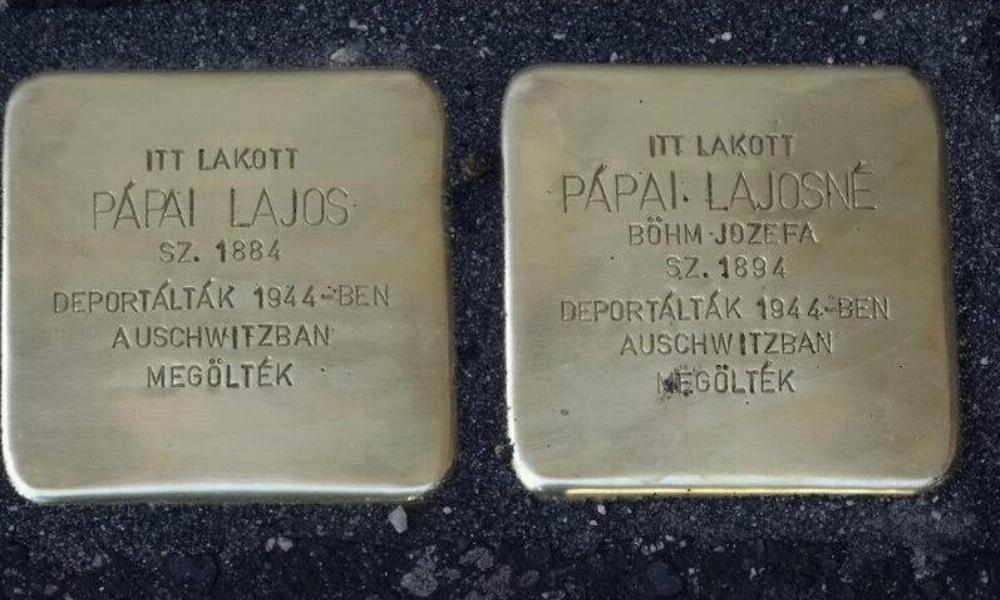 ITT LAKOTT
PÁPAI LAJOS
SZ. 1884
DEPORTÁLTÁK 1944-BEN
AUSCHWITZBAN
MEGÖLTÉK
ITT LAKOTT
PÁPAI LAJOSNÉ
BÖHM JOZEFA
SZ. 1894
DEPORTÁLTÁK 1944-BEN
AUSCHWITZBAN
MEGÖLTÉK